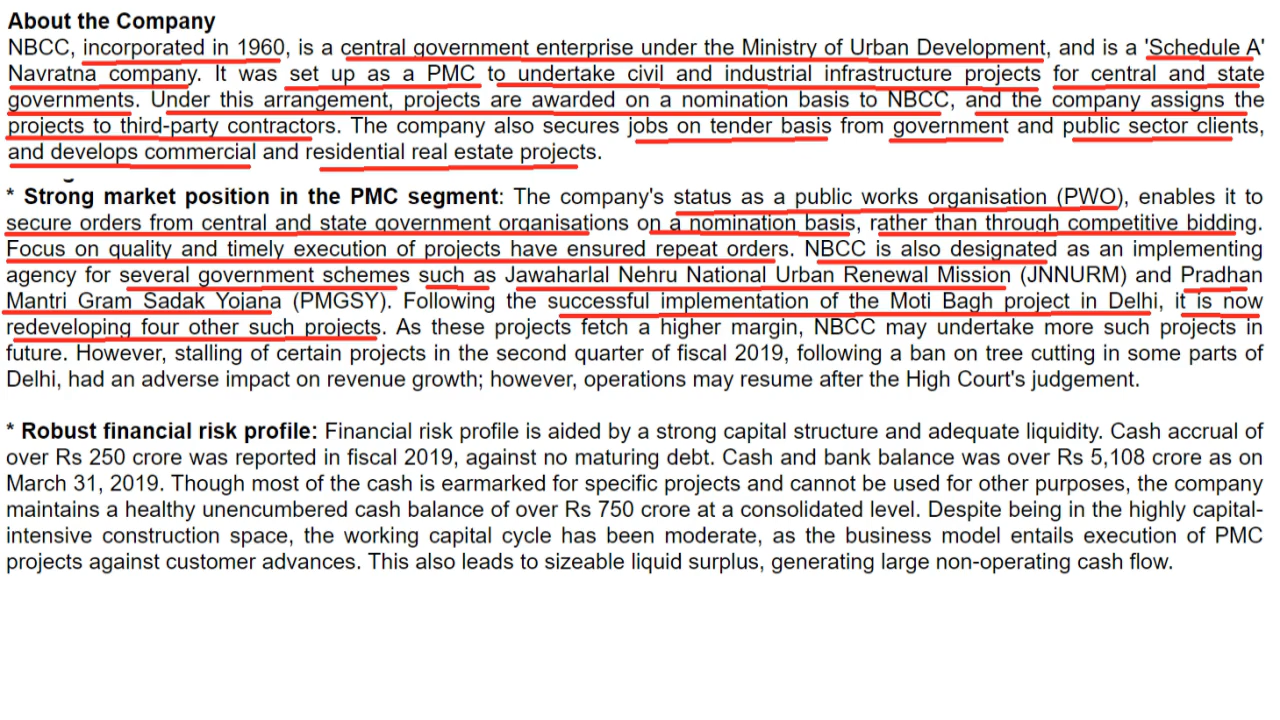 About the Company
NBCC, incorporated in 1960, is a central government enterprise under the Ministry of Urban Development, and is a 'Schedule A'
Navratna company. It was set up as a PMC to undertake civil and industrial infrastructure projects for central and state
governments. Under this arrangement, projects are awarded on a nomination basis to NBCC, and the company assigns the
projects to third-party contractors. The company also secures jobs on tender basis from government and public sector clients,
and develops commercial and residential real estate projects.
* Strong market position in the PMC segment: The company's status as a public works organisation (PWO), enables it to
secure orders from central and state government organisations on a nomination basis, rather than through competitive bidding.
Focus on quality and timely execution of projects have ensured repeat orders. NBCC is also designated as an implementing
agency for several government schemes such as Jawaharlal Nehru National Urban Renewal Mission (JNNURM) and Pradhan
Mantri Gram Sadak Yojana (PMGSY). Following the successful implementation of the Moti Bagh project in Delhi, it is now
redeveloping four other such projects. As these projects fetch a higher margin, NBCC may undertake more such projects in
future. However, stalling of certain projects in the second quarter of fiscal 2019, following a ban on tree cutting in some parts of
Delhi, had an adverse impact on revenue growth; however, operations may resume after the High Court's judgement.
* Robust financial risk profile: Financial risk profile is aided by a strong capital structure and adequate liquidity. Cash accrual of
over Rs 250 crore was reported in fiscal 2019, against no maturing debt. Cash and bank balance was over Rs 5,108 crore as on
March 31, 2019. Though most of the cash is earmarked for specific projects and cannot be used for other purposes, the company
maintains a healthy unencumbered cash balance of over Rs 750 crore at a consolidated level. Despite being in the highly capital-
intensive construction space, the working capital cycle has been moderate, as the business model entails execution of PMC
projects against customer advances. This also leads to sizeable liquid surplus, generating large non-operating cash flow.